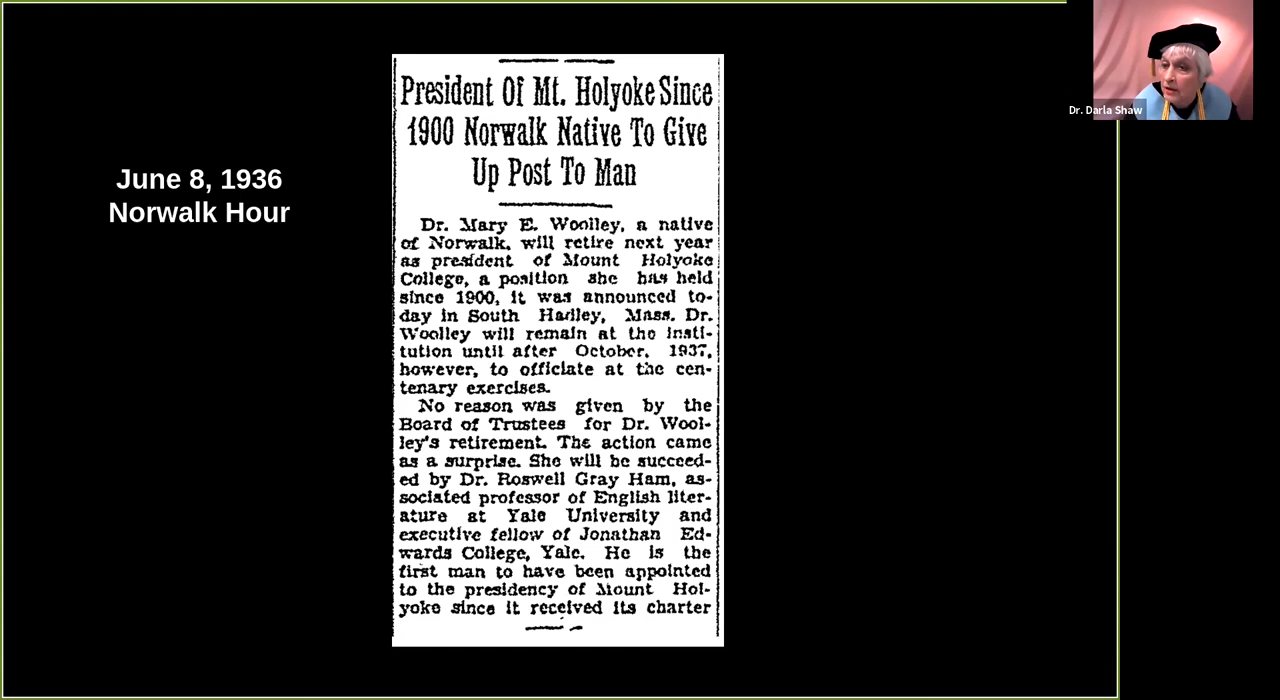 June 8, 1936
Norwalk Hour
President Of Mt. Holyoke Since
1900 Norwalk Native To Give
Up Post To Man
Dr. Mary E. Woolley, a native
of Norwalk, will retire next year
as president of Mount Holyoke
College, a position she has held
since 1900, it was announced to-
day in South Hadley, Mass. Dr.
Woolley will remain at the insti-
tution until after October, 1937,
however, to officiate at the cen-
tenary exercises.
No reason was given by the
Board of Trustees for Dr. Wool-
ley's retirement. The action came
as a surprise. She will be succeed-
ed by Dr. Roswell Gray Ham, as-
sociated professor of English liter-
ature at Yale University and
executive fellow of Jonathan Ed-
wards College, Yale. He is the
first man to have been appointed
to the presidency of Mount Hol-
yoke since it received its charter
Dr. Darla Shaw